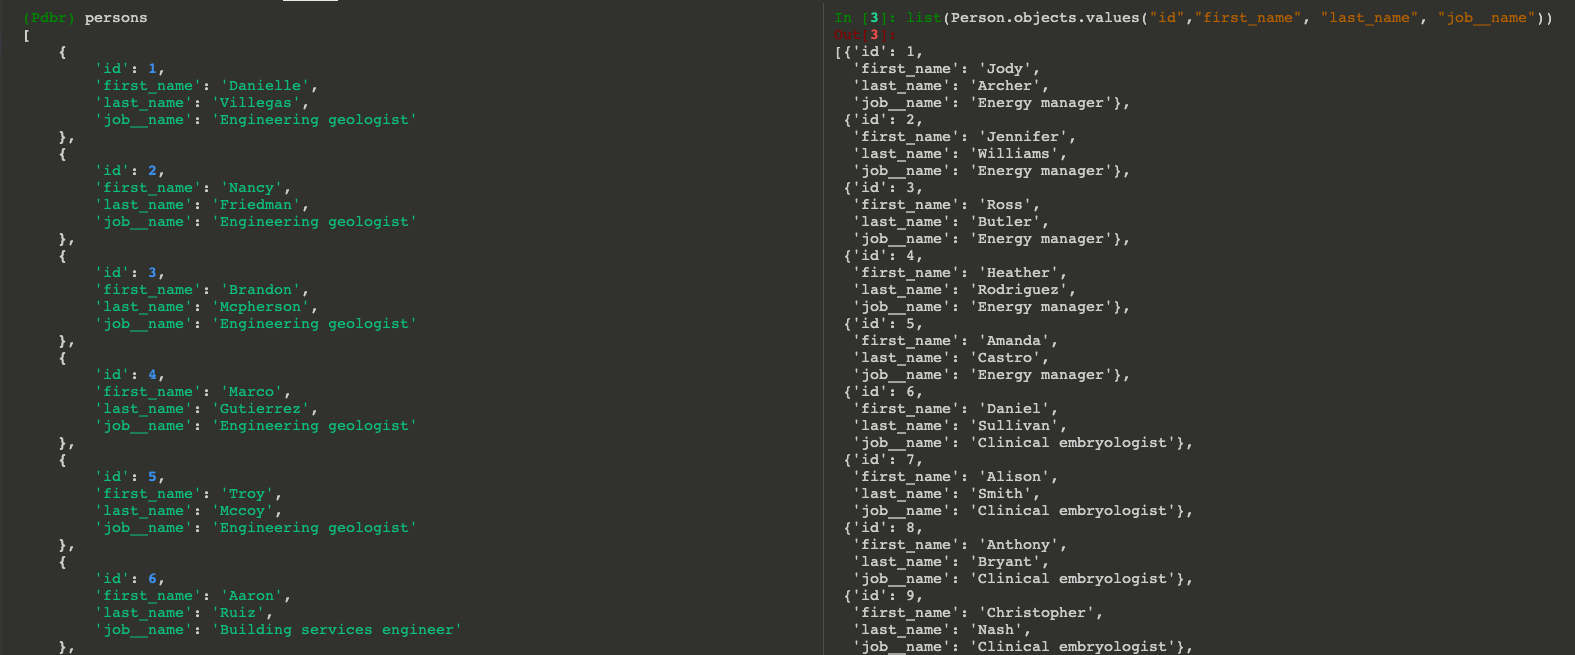 (Pdbr) persons
[
    {
        'id': 1,
        'first_name': 'Danielle',
        'last_name': 'Villegas',
        'job__name': 'Engineering geologist'
    },
    {
        'id': 2,
        'first_name': 'Nancy',
        'last_name': 'Friedman',
        'job__name': 'Engineering geologist'
    },
    {
        'id': 3,
        'first_name': 'Brandon',
        'last_name': 'Mcpherson',
        'job__name': 'Engineering geologist'
    },
    {
        'id': 4,
        'first_name': 'Marco',
        'last_name': 'Gutierrez',
        'job__name': 'Engineering geologist'
    },
    {
        'id': 5,
        'first_name': 'Troy',
        'last_name': 'Mccoy',
        'job__name': 'Engineering geologist'
    },
    {
        'id': 6,
        'first_name': 'Aaron',
        'last_name': 'Ruiz',
        'job__name': 'Building services engineer'
    },
In [3]: list(Person.objects.values("id","first_name", "last_name", "job__name"))
Out[3]:
[{'id': 1,
  'first_name': 'Jody',
  'last_name': 'Archer',
  'job__name': 'Energy manager'},
 {'id': 2,
  'first_name': 'Jennifer',
  'last_name': 'Williams',
  'job__name': 'Energy manager'},
 {'id': 3,
  'first_name': 'Ross',
  'last_name': 'Butler',
  'job__name': 'Energy manager'},
 {'id': 4,
  'first_name': 'Heather',
  'last_name': 'Rodriguez',
  'job__name': 'Energy manager'},
 {'id': 5,
  'first_name': 'Amanda',
  'last_name': 'Castro',
  'job__name': 'Energy manager'},
 {'id': 6,
  'first_name': 'Daniel',
  'last_name': 'Sullivan',
  'job__name': 'Clinical embryologist'},
 {'id': 7,
  'first_name': 'Alison',
  'last_name': 'Smith',
  'job__name': 'Clinical embryologist'},
 {'id': 8,
  'first_name': 'Anthony',
  'last_name': 'Bryant',
  'job__name': 'Clinical embryologist'},
 {'id': 9,
  'first_name': 'Christopher',
  'last_name': 'Nash',
  'job__name': 'Clinical embryologist'},